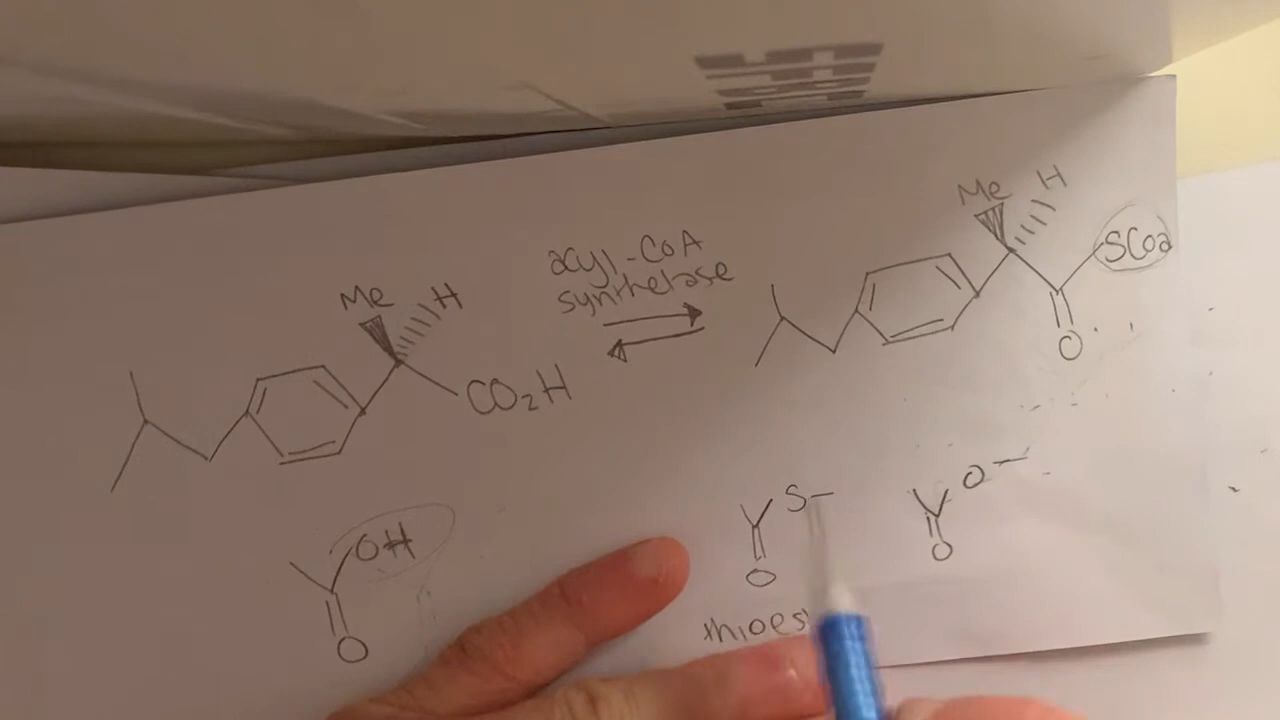 Me H
SCoa
O
acyl-CoA
synthetase
Me H
CO₂H
OH
O
S
O
O
O
thioes